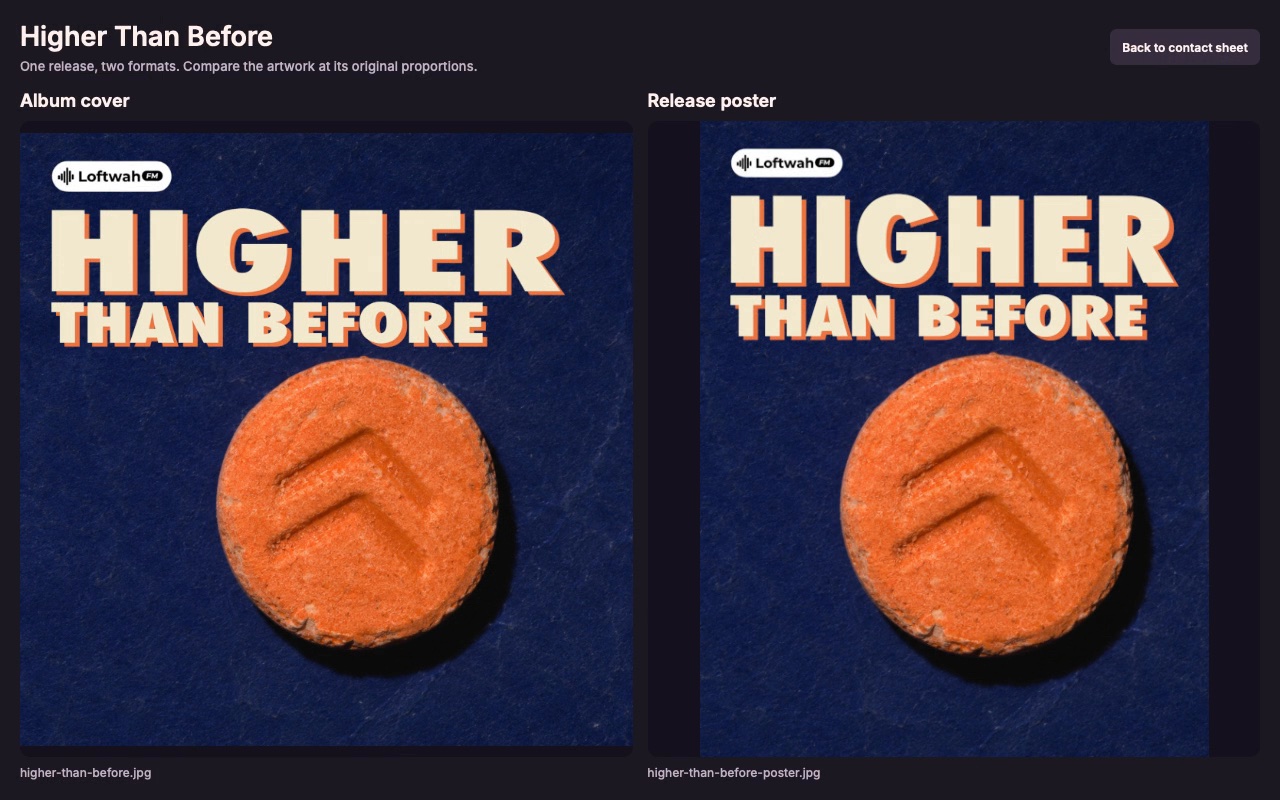 Higher Than Before
One release, two formats. Compare the artwork at its original proportions.
Back to contact sheet
Album cover
Loftwah FM
HIGHER
THAN BEFORE
higher-than-before.jpg
Release poster
Loftwah FM
HIGHER
THAN BEFORE
higher-than-before-poster.jpg